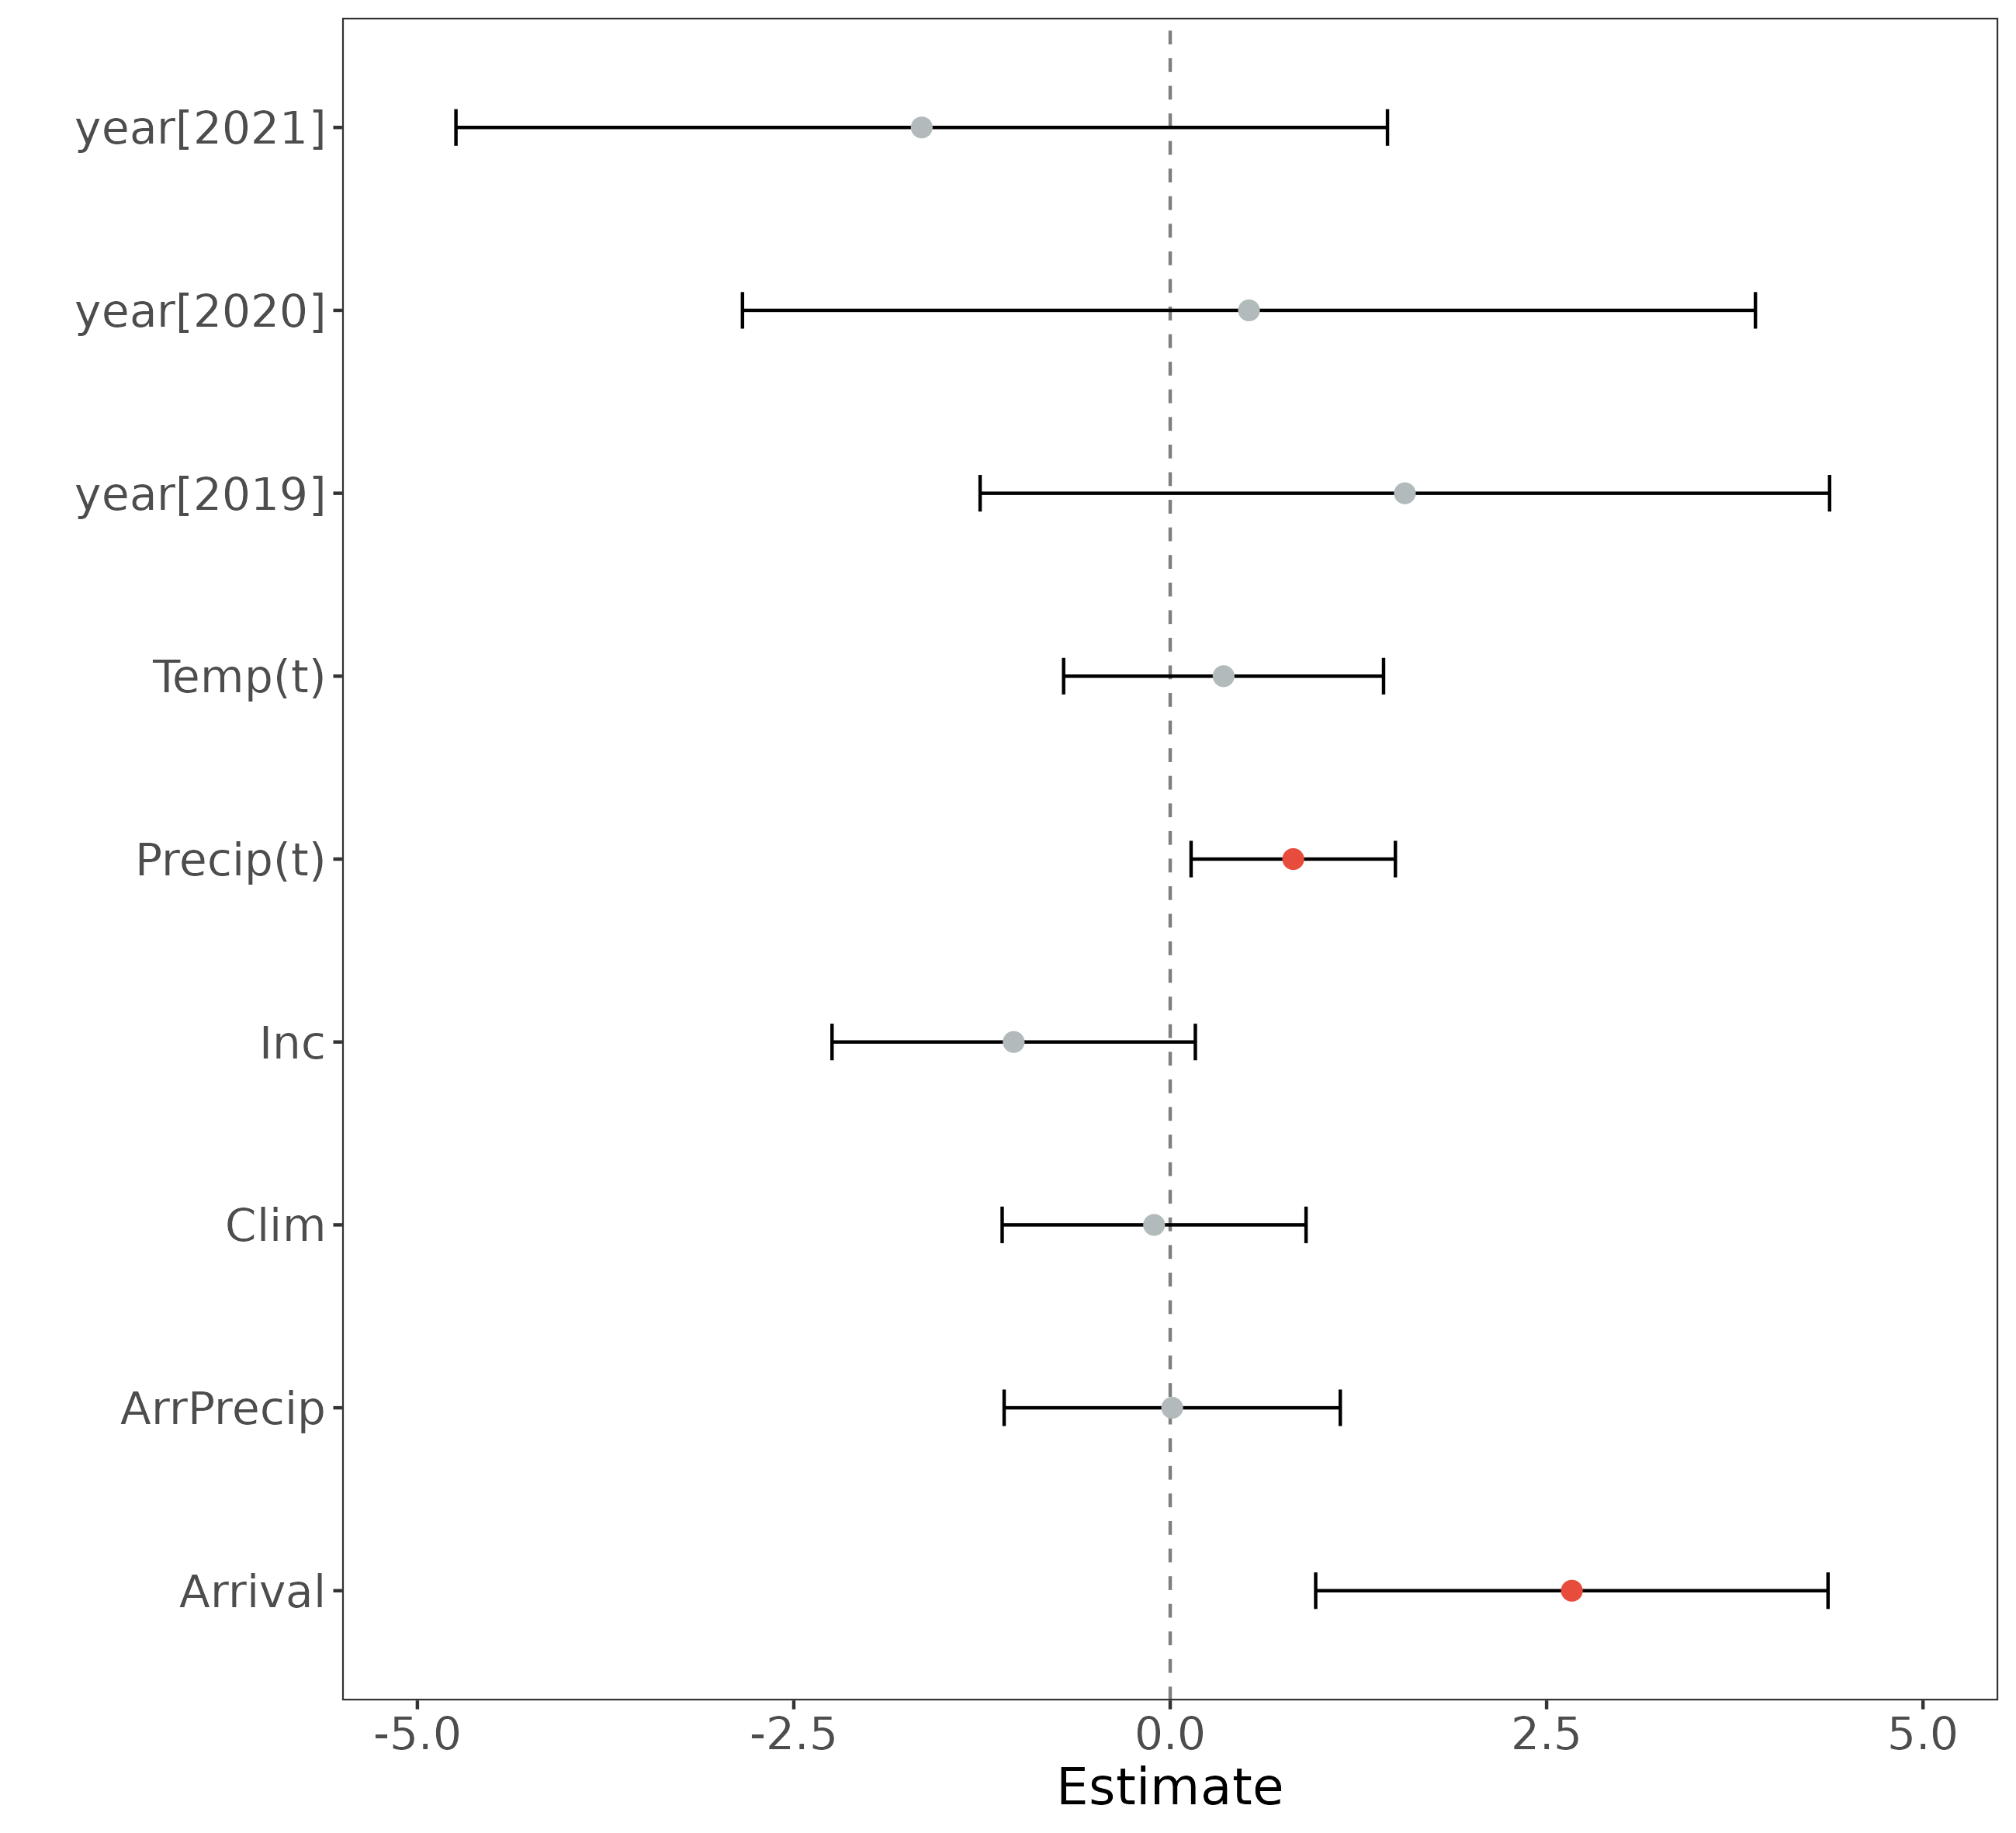 year[2021]
year[2020]
year[2019]
Temp(t)
Precip(t)
Inc
Clim
ArrPrecip
Arrival
-5.0 -2.5 0.0 2.5 5.0
Estimate